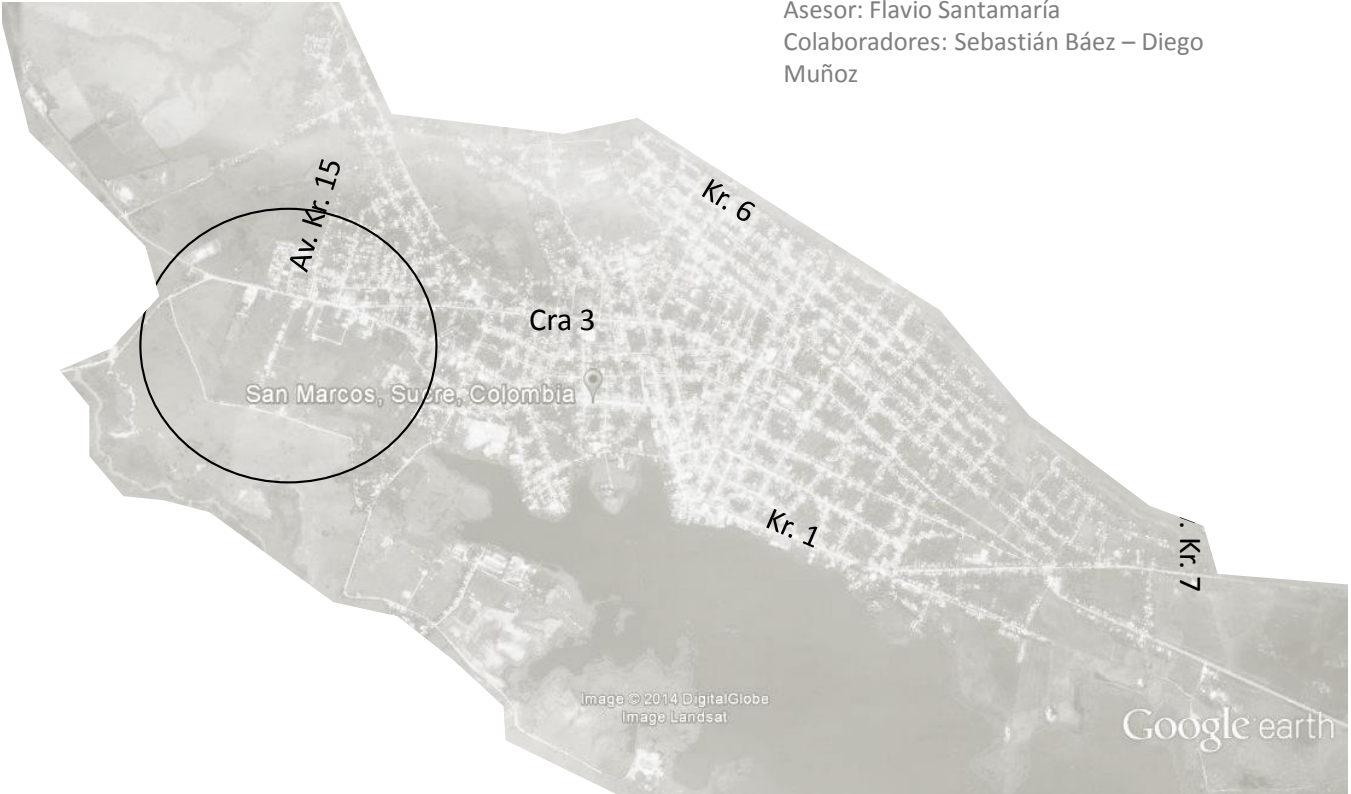 Asesor: Flavio Santamaría
Colaboradores: Sebastián Báez – Diego
Muñoz
Av. Kr. 15
Kr. 6
Cra 3
San Marcos, Sucre, Colombia
Kr. 1
. Kr. 7
Image © 2014 DigitalGlobe
Image Landsat
Google earth